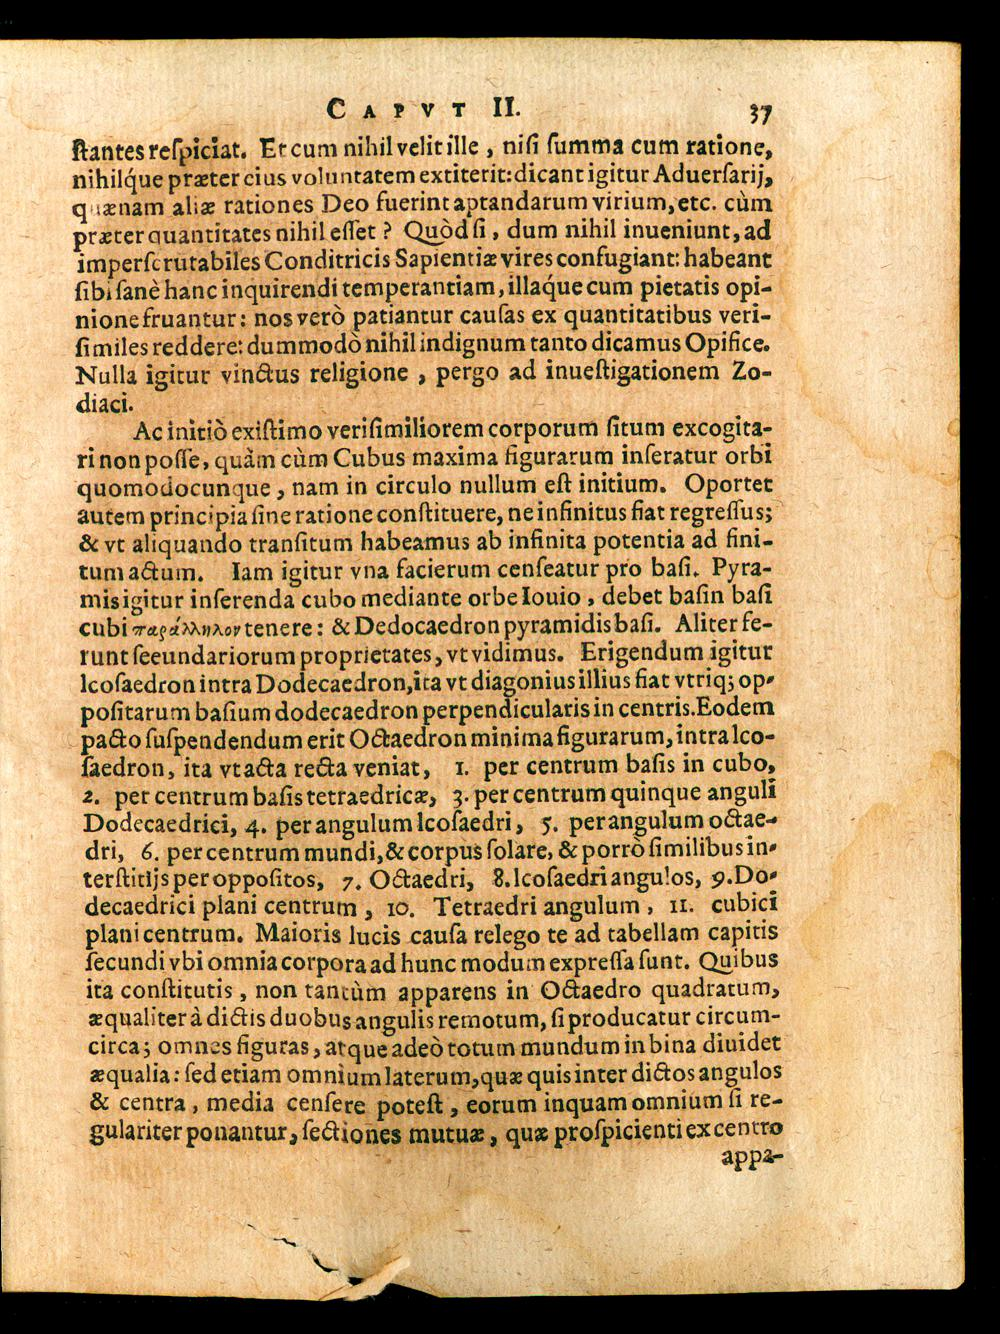 CAPVT II. 37
ſtantes reſpiciat. Et cum nihil velit ille, niſi ſumma cum ratione,
nihilq́ue præter eius voluntatem extiterit: dicant igitur Aduerſarij,
quænam aliæ rationes Deo fuerint aptandarum virium, etc. cùm
præter quantitates nihil eſſet? Quòd ſi, dum nihil inueniunt, ad
imperſcrutabiles Conditricis Sapientiæ vires confugiant: habeant
ſibi ſanè hanc inquirendi temperantiam, illaq́ue cum pietatis opi-
nione fruantur: nos verò patiantur cauſas ex quantitatibus veri-
ſimiles reddere: dummodò nihil indignum tanto dicamus Opifice.
Nulla igitur vinctus religione, pergo ad inueſtigationem Zo-
diaci.
Ac initiò exiſtimo veriſimiliorem corporum ſitum excogita-
ri non poſſe, quàm cùm Cubus maxima figurarum inſeratur orbi
quomodocunque, nam in circulo nullum eſt initium. Oportet
autem principia ſine ratione conſtituere, ne infinitus fiat regreſſus;
& vt aliquando tranſitum habeamus ab infinita potentia ad fini-
tum actum. Iam igitur vna facierum cenſeatur pro baſi. Pyra-
mis igitur inſerenda cubo mediante orbe Iouio, debet baſin baſi
cubi παράλληλον tenere: & Dedocaedron pyramidis baſi. Aliter fe-
runt ſeeundariorum proprietates, vt vidimus. Erigendum igitur
Icoſaedron intra Dodecaedron, ita vt diagonius illius fiat vtriq; op-
poſitarum baſium dodecaedron perpendicularis in centris. Eodem
pacto ſuſpendendum erit Octaedron minima figurarum, intra Ico-
ſaedron, ita vt acta recta veniat, 1. per centrum baſis in cubo,
2. per centrum baſis tetraedricæ, 3. per centrum quinque anguli
Dodecaedrici, 4. per angulum Icoſaedri, 5. per angulum octae-
dri, 6. per centrum mundi, & corpus ſolare, & porrò ſimilibus in-
terſtitijs per oppoſitos, 7. Octaedri, 8. Icoſaedri angulos, 9. Do-
decaedrici plani centrum, 10. Tetraedri angulum, 11. cubici
plani centrum. Maioris lucis cauſa relego te ad tabellam capitis
ſecundi vbi omnia corpora ad hunc modum expreſſa ſunt. Quibus
ita conſtitutis, non tantùm apparens in Octaedro quadratum,
æqualiter à dictis duobus angulis remotum, ſi producatur circum-
circa; omnes figuras, atque adeò totum mundum in bina diuidet
æqualia: ſed etiam omnium laterum, quæ quis inter dictos angulos
& centra, media cenſere poteſt, eorum inquam omnium ſi re-
gulariter ponantur, ſectiones mutuæ, quæ proſpicienti ex centro
appa-